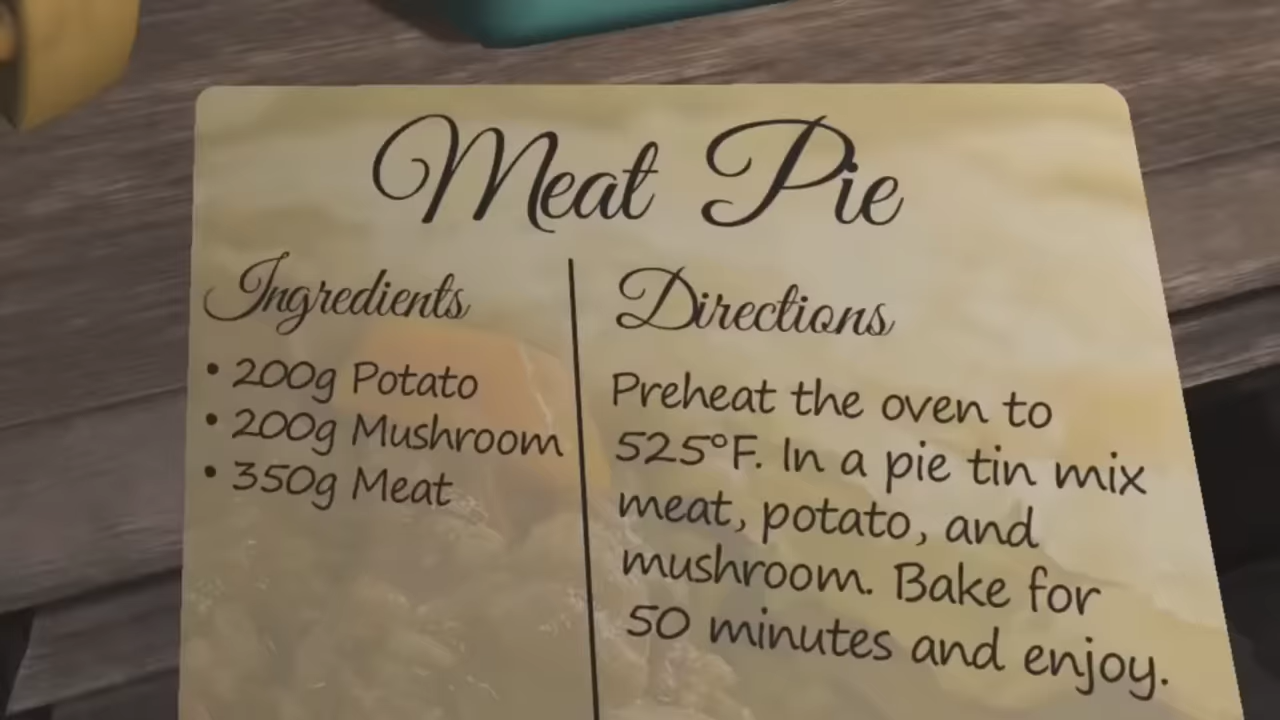 Meat Pie
Ingredients
• 200g Potato
• 200g Mushroom
• 350g Meat
Directions
Preheat the oven to
525°F. In a pie tin mix
meat, potato, and
mushroom. Bake for
50 minutes and enjoy.